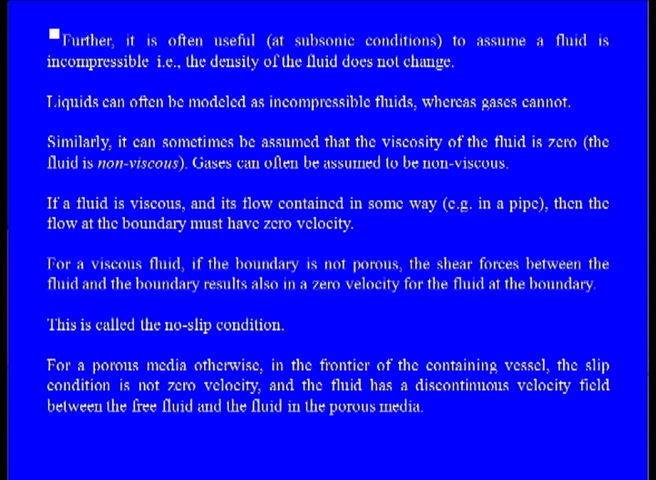 ▪Further, it is often useful (at subsonic conditions) to assume a fluid is
incompressible i.e., the density of the fluid does not change.
Liquids can often be modeled as incompressible fluids, whereas gases cannot.
Similarly, it can sometimes be assumed that the viscosity of the fluid is zero (the
fluid is non-viscous). Gases can often be assumed to be non-viscous.
If a fluid is viscous, and its flow contained in some way (e.g. in a pipe), then the
flow at the boundary must have zero velocity.
For a viscous fluid, if the boundary is not porous, the shear forces between the
fluid and the boundary results also in a zero velocity for the fluid at the boundary.
This is called the no-slip condition.
For a porous media otherwise, in the frontier of the containing vessel, the slip
condition is not zero velocity, and the fluid has a discontinuous velocity field
between the free fluid and the fluid in the porous media.